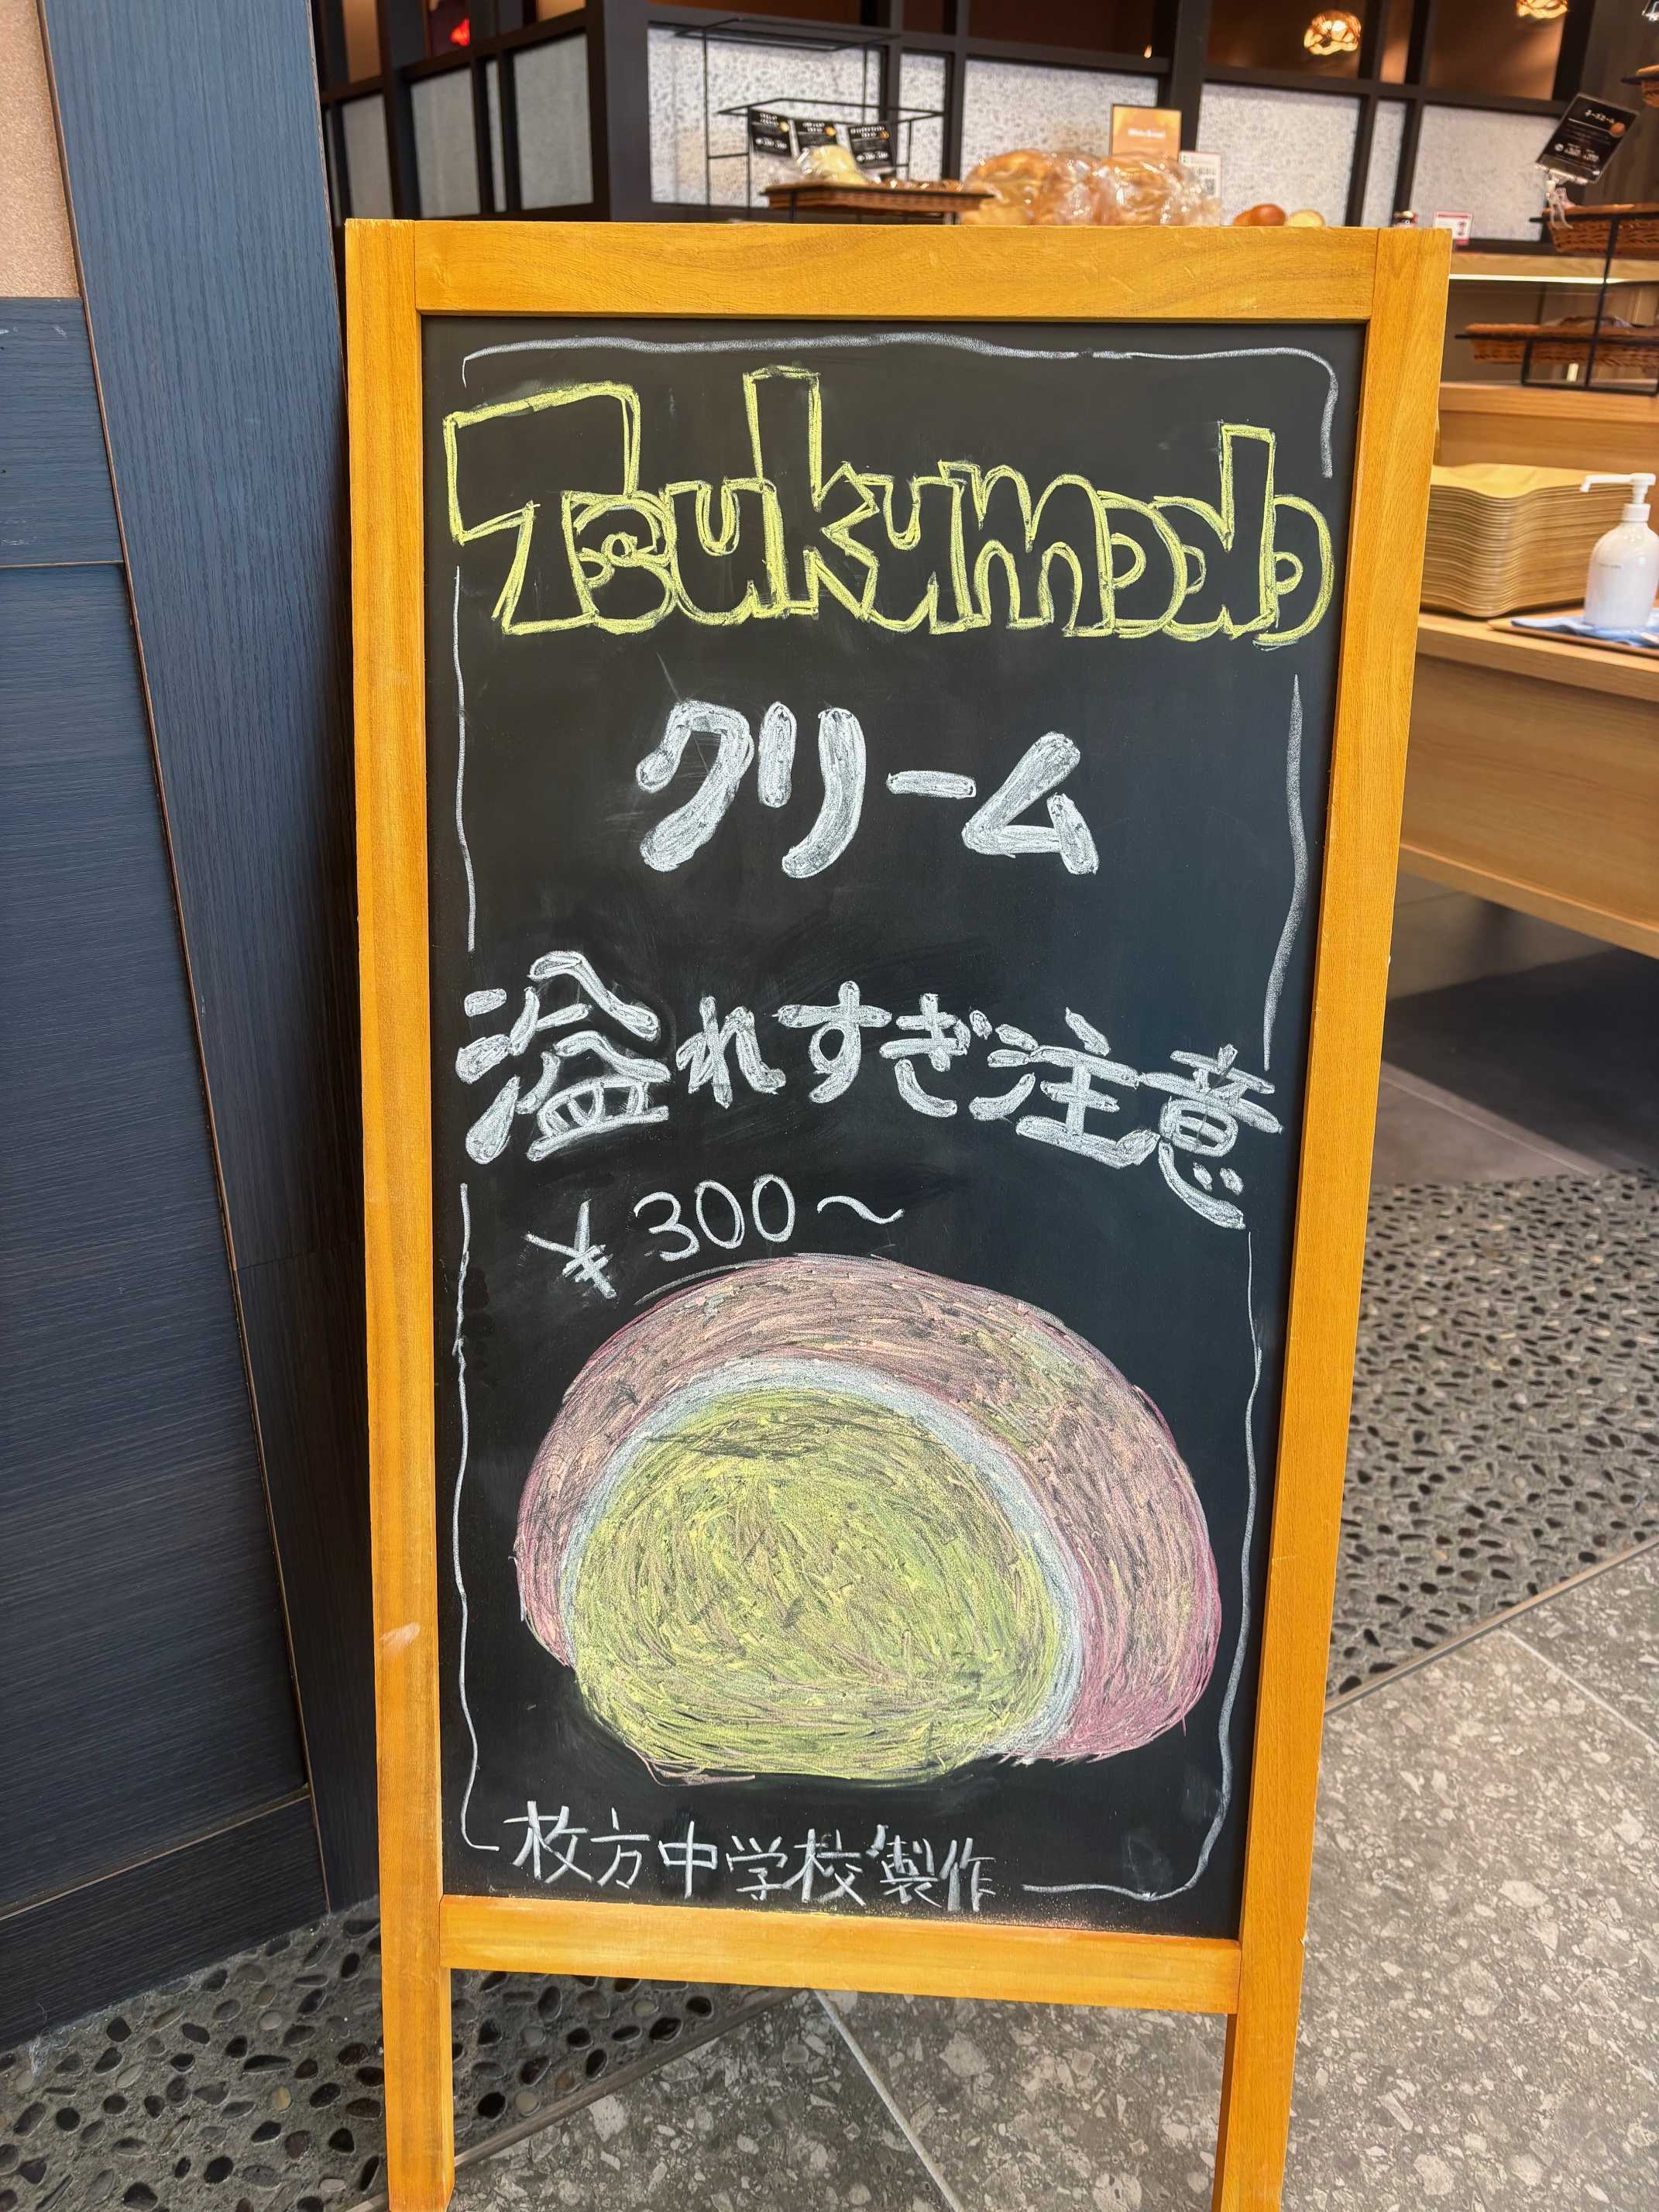 Tsukumodo
クリーム
溢れすぎ注意
¥300〜
枚方中学校製作